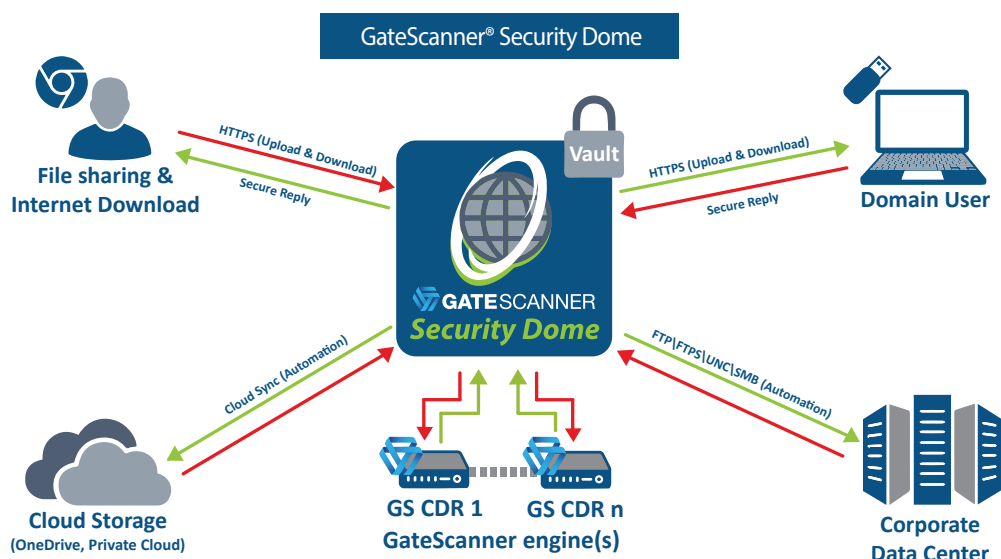 GateScanner® Security Dome
HTTPS (Upload & Download)
Secure Reply
File sharing &
Internet Download
Vault
HTTPS (Upload & Download)
Secure Reply
Domain User
GATESCANNER
Security Dome
Cloud Sync (Automation)
FTP|FTPS|UNC|SMB (Automation)
Cloud Storage
(OneDrive, Private Cloud)
GS CDR 1
GS CDR n
GateScanner engine(s)
Corporate
Data Center